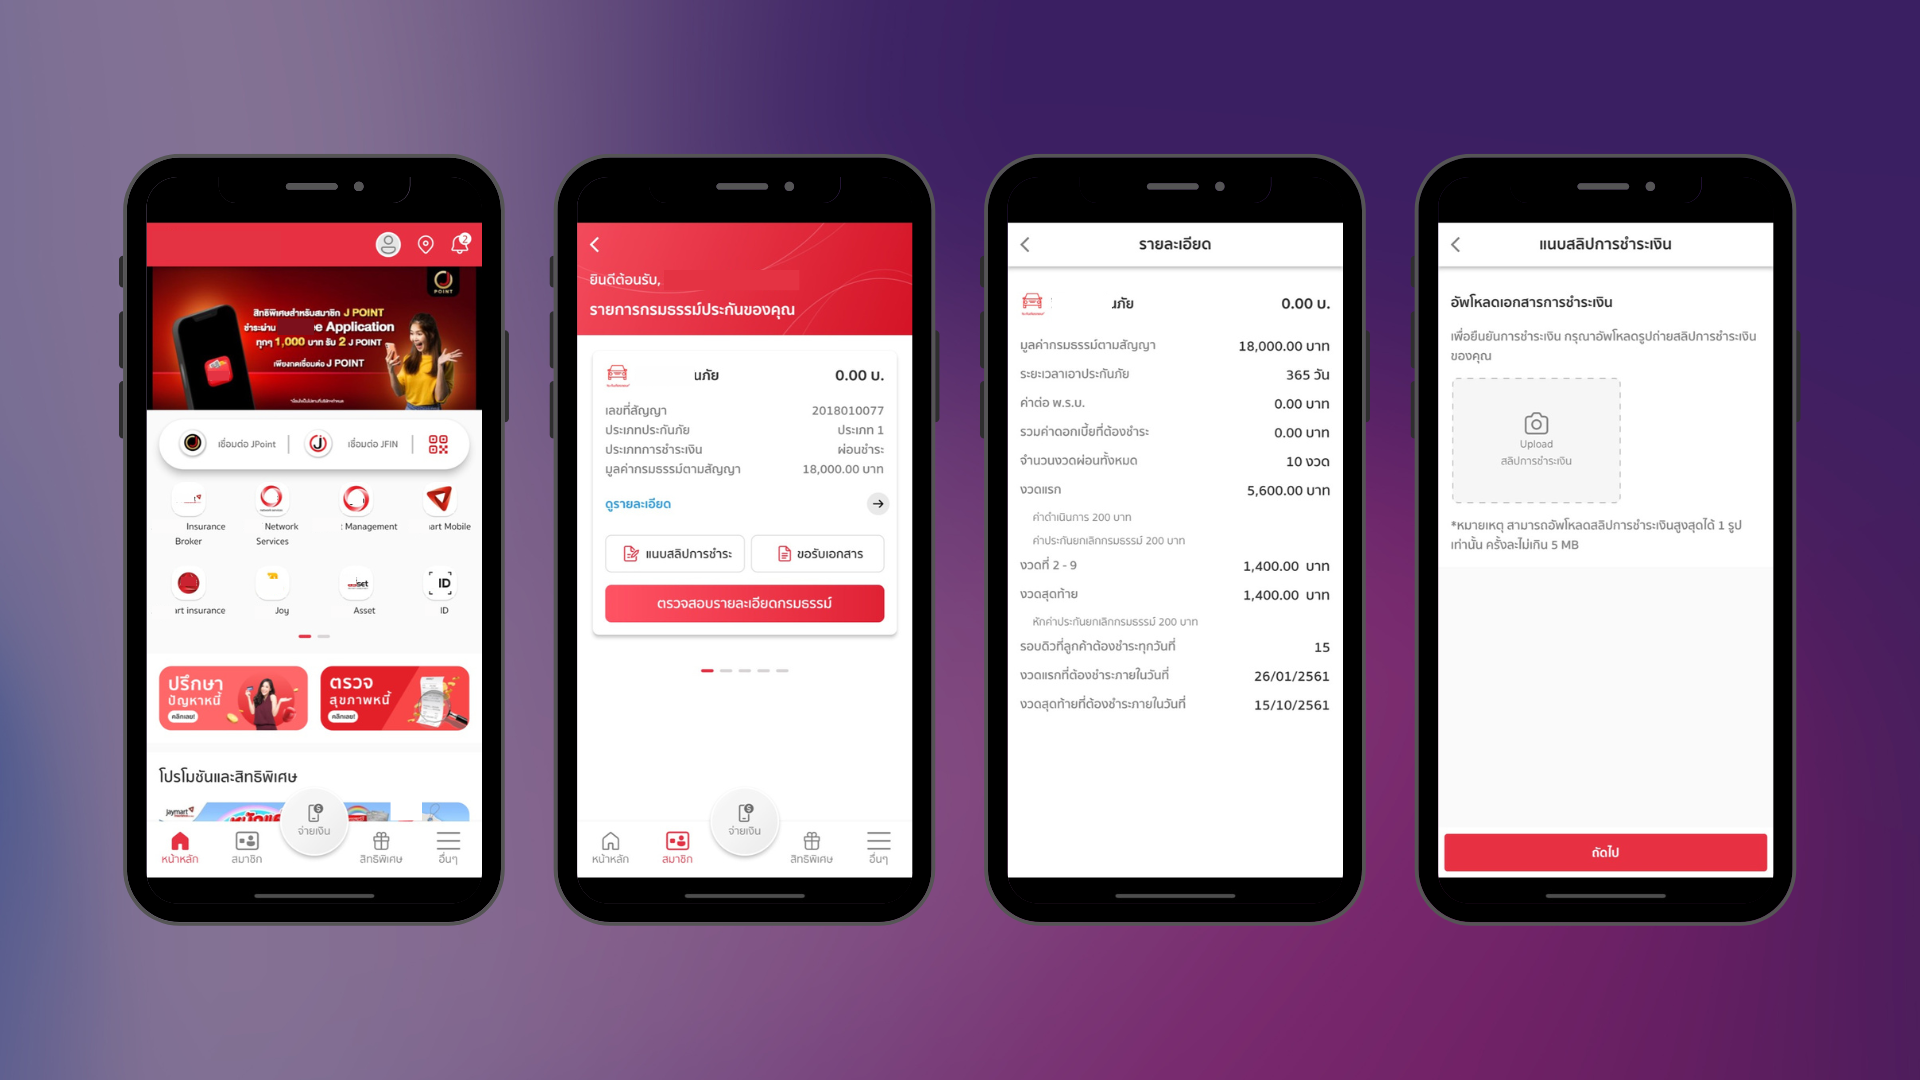 2
POINT
สิทธิพิเศษสำหรับสมาชิก J POINT
ชำระผ่าน e Application
ทุกๆ 1,000 บาท รับ 2 J POINT
เพียงกดเชื่อมต่อ J POINT
เชื่อมต่อ JPoint
เชื่อมต่อ JFIN
Insurance Broker
Network Services
Management
art Mobile
rt insurance
Joy
Asset
ID
ID
ปรึกษา
ปัญหาหนี้
คลิกเลย!
ตรวจ
สุขภาพหนี้
คลิกเลย!
โปรโมชันและสิทธิพิเศษ
Jaymart
จ่ายเงิน
หน้าหลัก
สมาชิก
สิทธิพิเศษ
อื่นๆ
ยินดีต้อนรับ,
รายการกรมธรรม์ประกันของคุณ
นภัย 0.00 บ.
เลขที่สัญญา 2018010077
ประเภทประกันภัย ประเภท 1
ประเภทการชำระเงิน ผ่อนชำระ
มูลค่ากรมธรรม์ตามสัญญา 18,000.00 บาท
ดูรายละเอียด
แนบสลิปการชำระ
ขอรับเอกสาร
ตรวจสอบรายละเอียดกรมธรรม์
จ่ายเงิน
หน้าหลัก
สมาชิก
สิทธิพิเศษ
อื่นๆ
รายละเอียด
ภัย 0.00 บ.
มูลค่ากรมธรรม์ตามสัญญา 18,000.00 บาท
ระยะเวลาเอาประกันภัย 365 วัน
ค่าต่อ พ.ร.บ. 0.00 บาท
รวมค่าดอกเบี้ยที่ต้องชำระ 0.00 บาท
จำนวนงวดผ่อนทั้งหมด 10 งวด
งวดแรก 5,600.00 บาท
ค่าดำเนินการ 200 บาท
ค่าประกันยกเลิกกรมธรรม์ 200 บาท
งวดที่ 2 - 9 1,400.00 บาท
งวดสุดท้าย 1,400.00 บาท
หักค่าประกันยกเลิกกรมธรรม์ 200 บาท
รอบดิวที่ลูกค้าต้องชำระทุกวันที่ 15
งวดแรกที่ต้องชำระภายในวันที่ 26/01/2561
งวดสุดท้ายที่ต้องชำระภายในวันที่ 15/10/2561
แนบสลิปการชำระเงิน
อัพโหลดเอกสารการชำระเงิน
เพื่อยืนยันการชำระเงิน กรุณาอัพโหลดรูปถ่ายสลิปการชำระเงิน
ของคุณ
Upload
สลิปการชำระเงิน
*หมายเหตุ สามารถอัพโหลดสลิปการชำระเงินสูงสุดได้ 1 รูป
เท่านั้น ครั้งละไม่เกิน 5 MB
ถัดไป